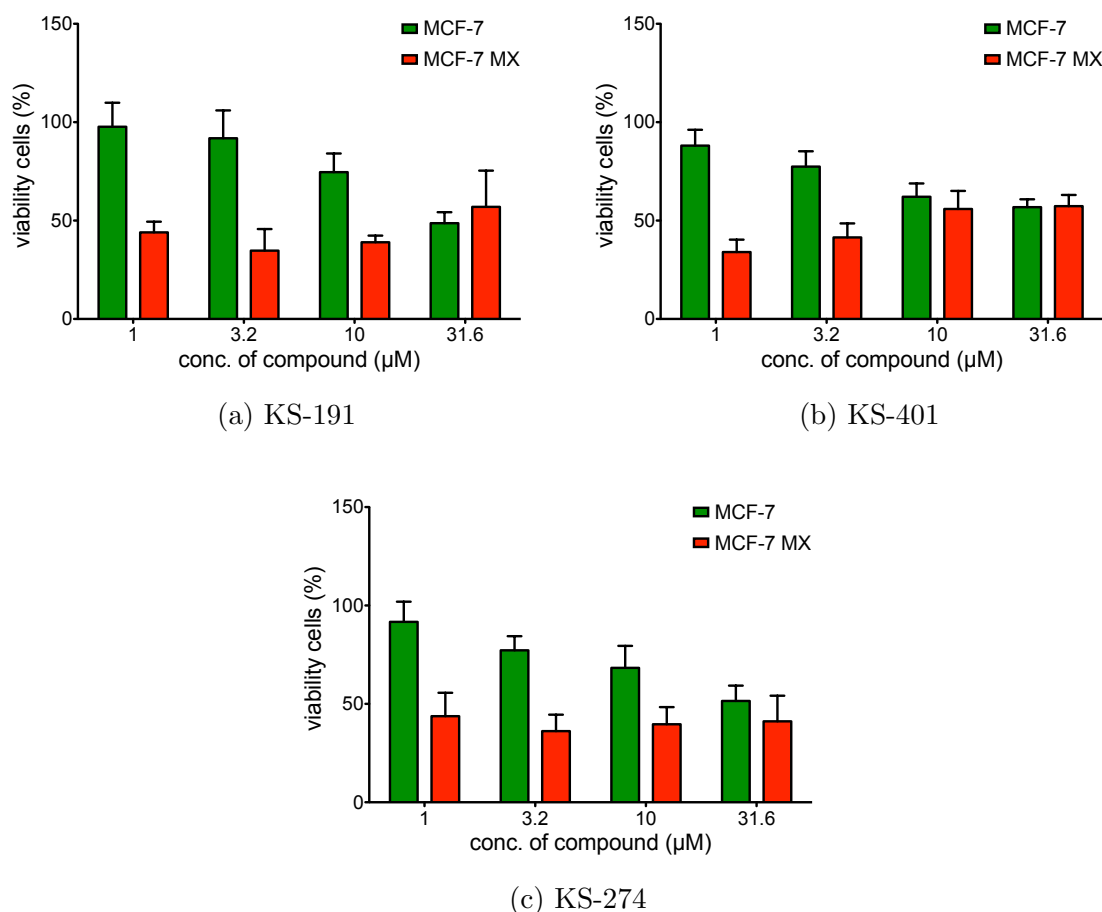 150
100
50
0
viability cells (%)
MCF-7
MCF-7 MX
1 3.2 10 31.6
conc. of compound (µM)
(a) KS-191
150
100
50
0
viability cells (%)
MCF-7
MCF-7 MX
1 3.2 10 31.6
conc. of compound (µM)
(b) KS-401
150
100
50
0
viability cells (%)
MCF-7
MCF-7 MX
1 3.2 10 31.6
conc. of compound (µM)
(c) KS-274